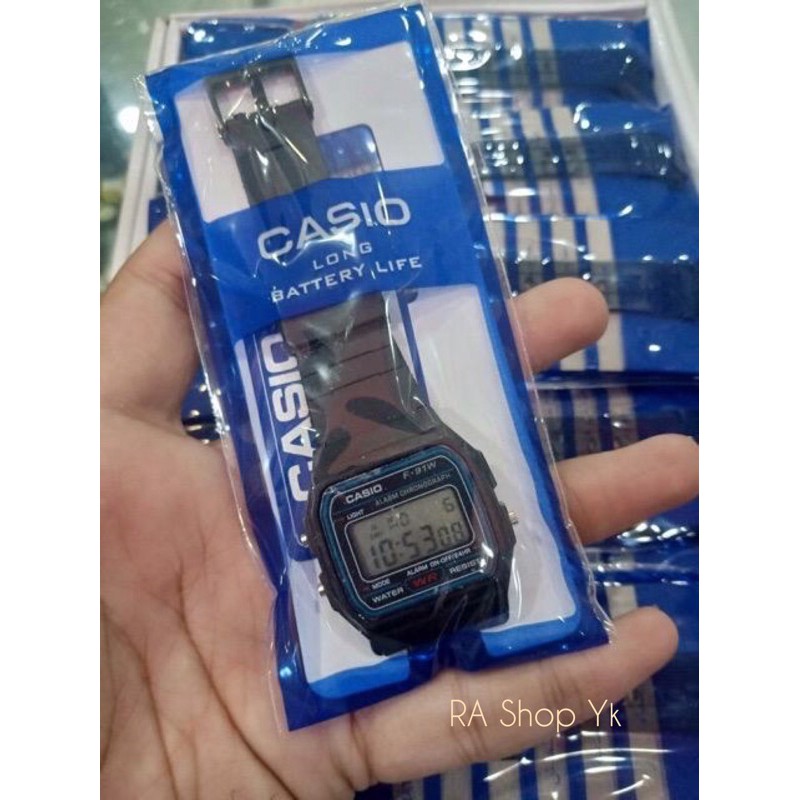 CASIO
LONG
BATTERY LIFE
CASIO
CASIO F-91W
ALARM CHRONOGRAPH
LIGHT
6
10:53 08
ALARM ON-OFF/24HR
MODE
WATER WR RESIST
RA Shop Yk